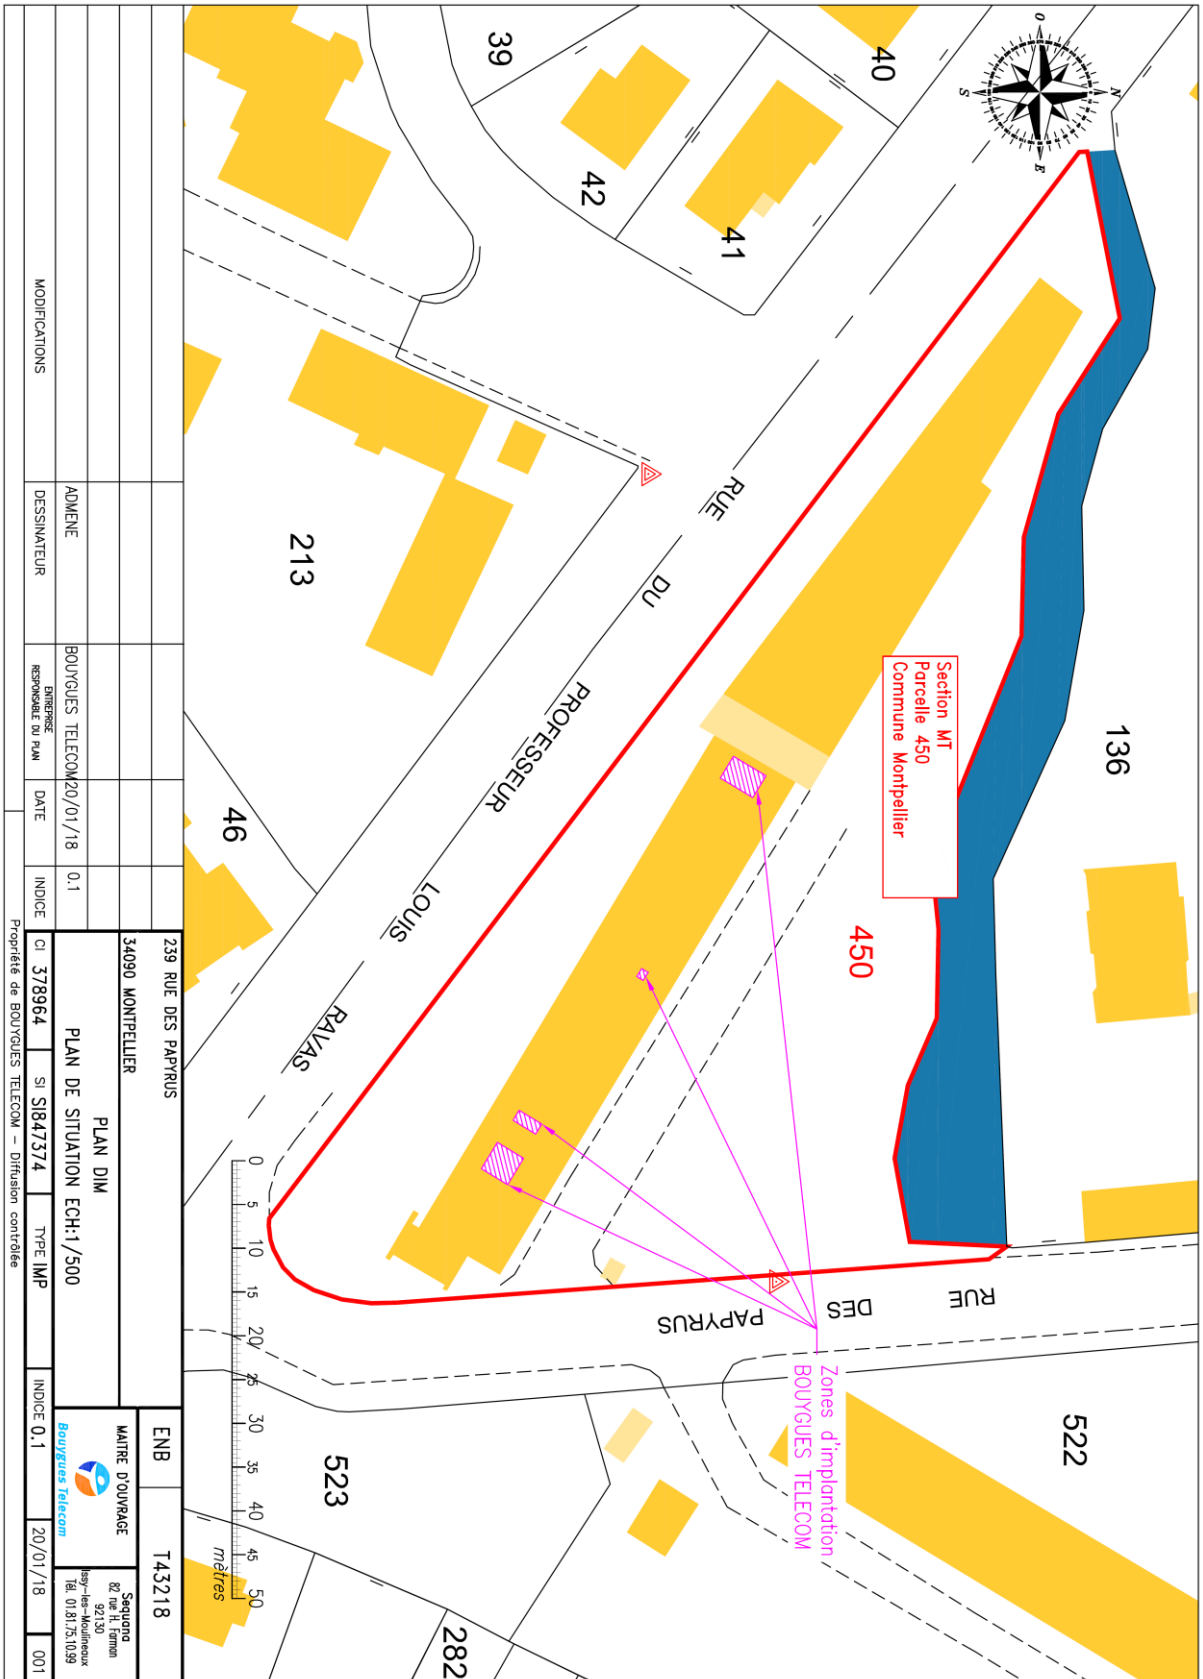 O
N
S
E
39
40
42
41
136
213
46
450
522
523
282
Section MT
Parcelle 450
Commune Montpellier
RUE DU PROFESSEUR LOUIS RAVAS
RUE DES PAPYRUS
Zones d'implantation
BOUYGUES TELECOM
0 5 10 15 20 25 30 35 40 45 50
mètres
239 RUE DES PAPYRUS
34090 MONTPELLIER
ENB
T43218
PLAN DIM
PLAN DE SITUATION ECH:1/500
MAITRE D'OUVRAGE
Bouygues Telecom
Sequana
82 rue H. Farman
92130
Issy-les-Moulineaux
Tél. 01.81.75.10.99
ADMENE BOUYGUES TELECOM 20/01/18 0.1
MODIFICATIONS DESSINATEUR ENTREPRISE
RESPONSABLE DU PLAN DATE INDICE
CI 378964 SI SI847374 TYPE IMP INDICE 0.1 20/01/18 001
Propriété de BOUYGUES TELECOM – Diffusion contrôlée